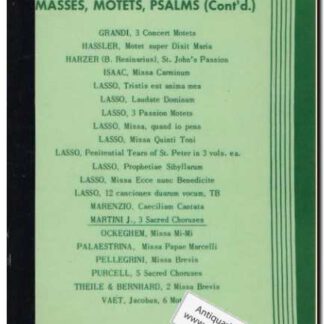 MASSES, MOTETS, PSALMS (Cont'd.)
GRANDI, 3 Concert Motets
HASSLER, Motet super Dixit Maria
HARZER (B. Resinarius), St. John's Passion
ISAAC, Missa Carminum
LASSO, Tristis est anima mea
LASSO, Laudate Dominum
LASSO, 3 Passion Motets
LASSO, Missa, quand io pens
LASSO, Missa Quinti Toni
LASSO, Penitential Tears of St. Peter in 3 vols. ea.
LASSO, Prophetiae Sibyllarum
LASSO, Missa Ecce nunc Benedicite
LASSO, 12 canciones duarum vocum, TB
MARENZIO, Caecilian Cantata
MARTINI J., 3 Sacred Choruses
OCKEGHEM, Missa Mi-Mi
PALAESTRINA, Missa Papae Marcelli
PELLEGRINI, Missa Brevis
PURCELL, 5 Sacred Choruses
THEILE & BERNHARD, 2 Missa Brevis
VAET, Jacobus, 6 Mot
Antiquar
www.